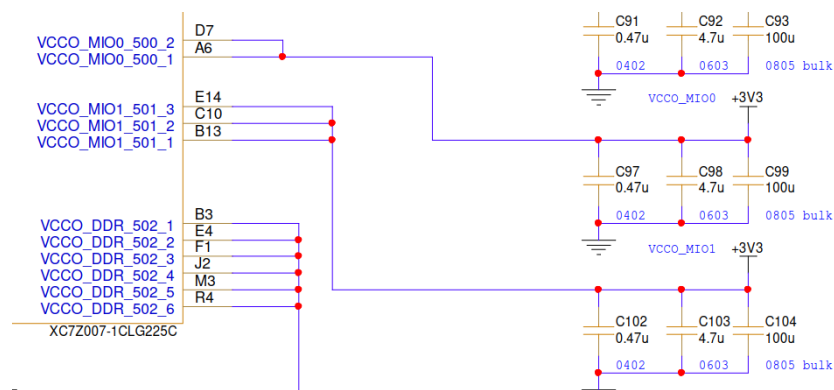 D7
VCCO_MIO0_500_2
A6
VCCO_MIO0_500_1
E14
VCCO_MIO1_501_3
C10
VCCO_MIO1_501_2
B13
VCCO_MIO1_501_1
B3
VCCO_DDR_502_1
E4
VCCO_DDR_502_2
F1
VCCO_DDR_502_3
J2
VCCO_DDR_502_4
M3
VCCO_DDR_502_5
R4
VCCO_DDR_502_6
XC7Z007-1CLG225C
C91 C92 C93
0.47u 4.7u 100u
0402 0603 0805 bulk
VCCO_MIO0 +3V3
C97 C98 C99
0.47u 4.7u 100u
0402 0603 0805 bulk
VCCO_MIO1 +3V3
C102 C103 C104
0.47u 4.7u 100u
0402 0603 0805 bulk